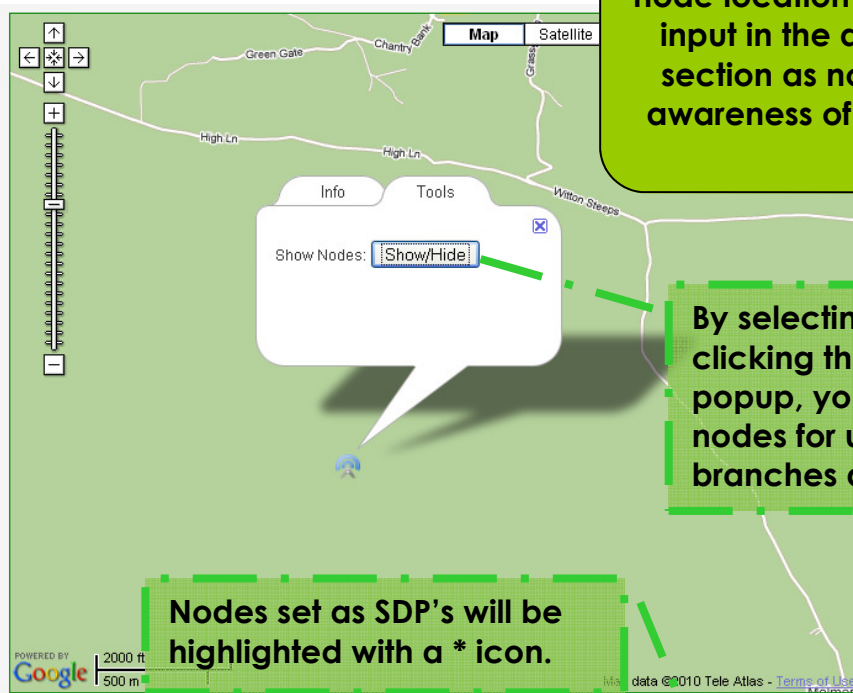 node location
input in the
section as
awareness of
Map Satellite
Green Gate
Chantry Bank
High Ln
High Ln
Witton Steeps
Info Tools
Show Nodes: Show/Hide
By selectin
clicking th
popup, yo
nodes for u
branches
Nodes set as SDP's will be
highlighted with a * icon.
POWERED BY
Google
2000 ft
500 m
data ©2010 Tele Atlas - Terms of Use